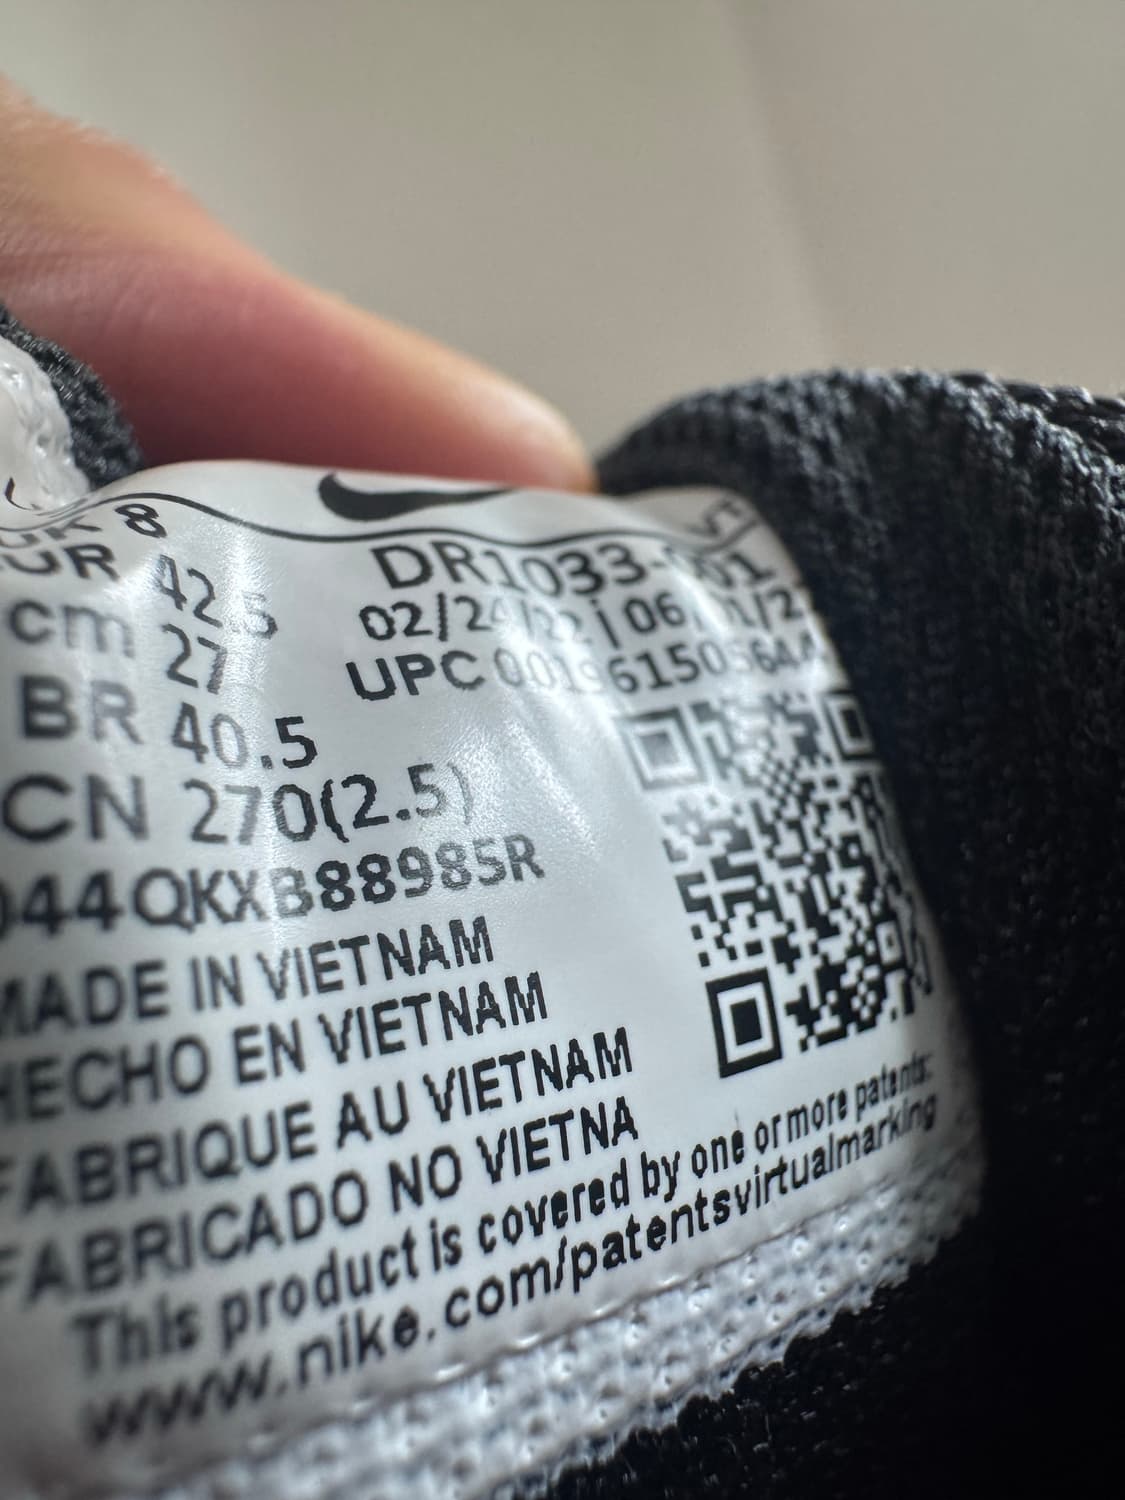 UK 8
EUR 42.5
cm 27
BR 40.5
CN 270(2.5)
DR1033-
02/24/22 | 06/
UPC
044QKXB88985R
MADE IN VIETNAM
HECHO EN VIETNAM
FABRIQUE AU VIETNAM
FABRICADO NO VIETNA
This product is covered by one or more patents:
www.nike.com/patentsvirtualmarking